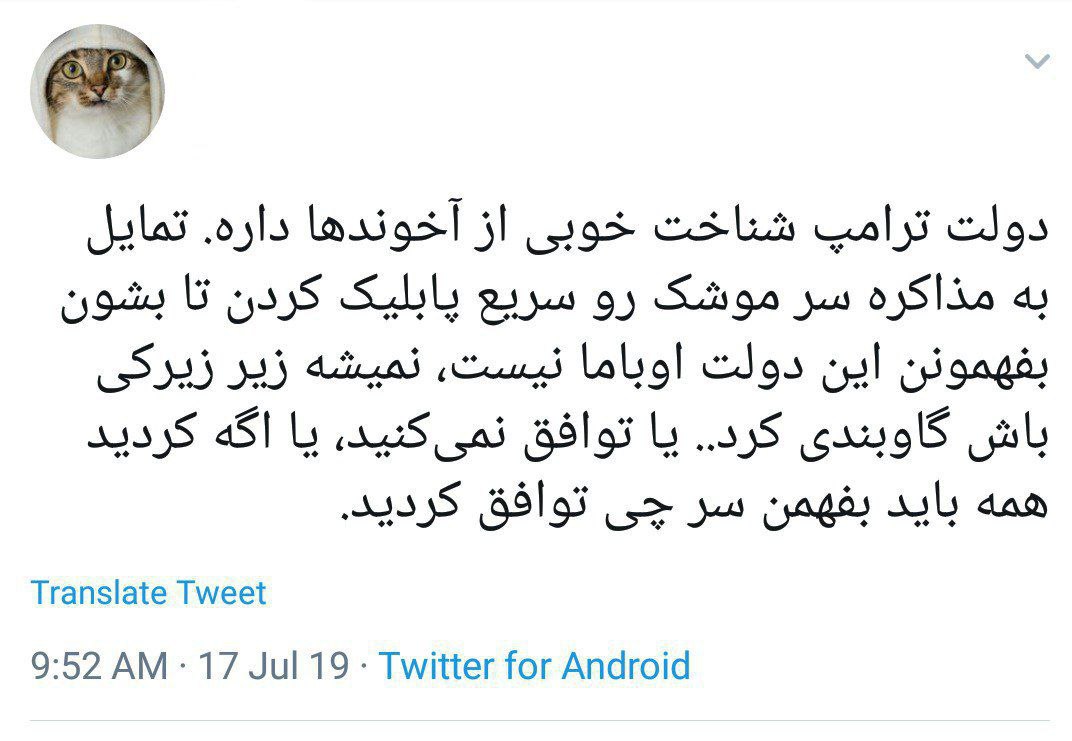 دولت ترامپ شناخت خوبی از آخوندها داره. تمایل
به مذاکره سر موشک رو سریع پابلیک کردن تا بشون
بفهمونن این دولت اوباما نیست، نمیشه زیر زیرکی
باش گاوبندی کرد.. یا توافق نمی‌کنید، یا اگه کردید
همه باید بفهمن سر چی توافق کردید.
Translate Tweet
9:52 AM · 17 Jul 19 · Twitter for Android